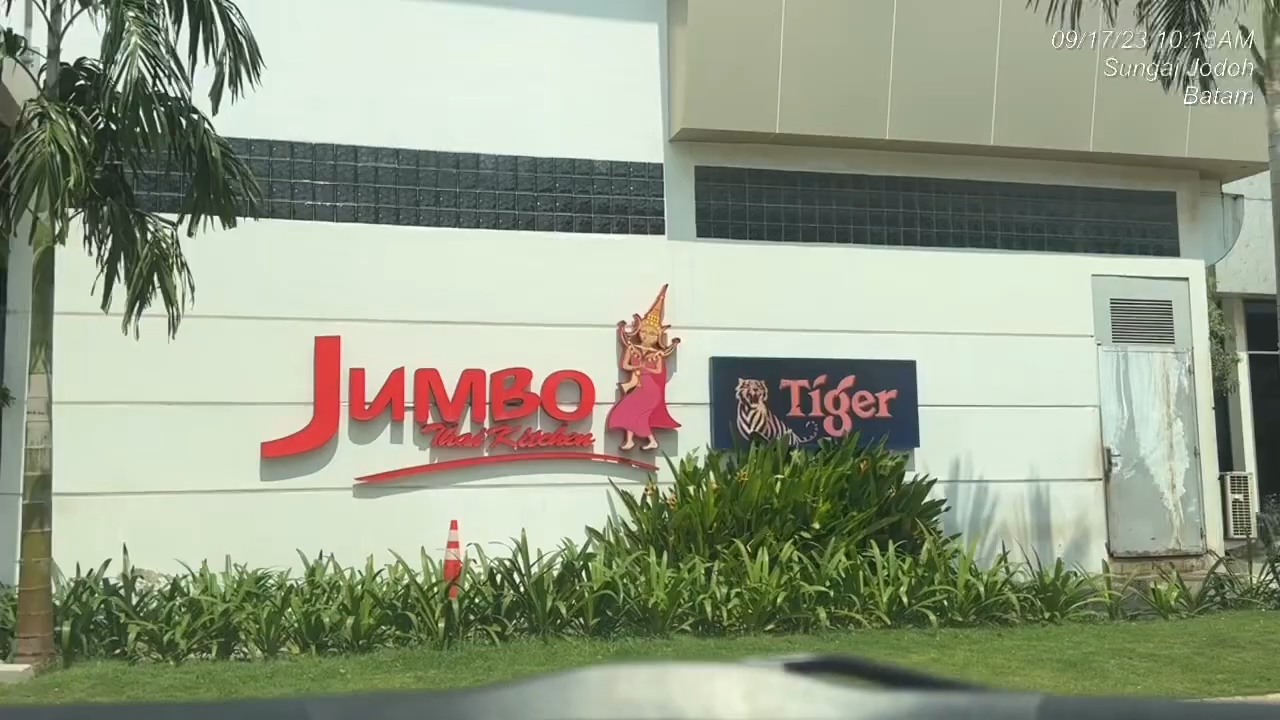 09/17/23 10:18AM
Sungai Jodoh
Batam
JUMBO
Thai Kitchen
Tiger